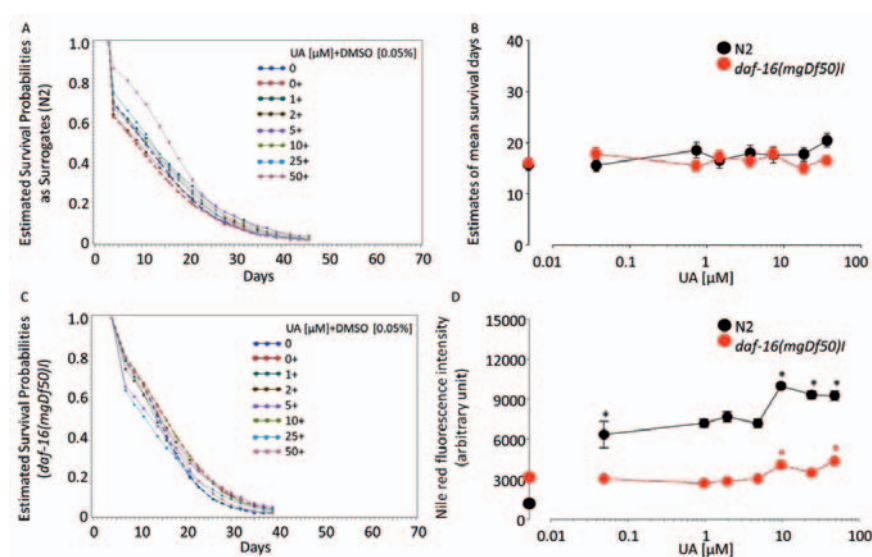 A
Estimated Survival Probabilities
as Surrogates (N2)
1.0
0.8
0.6
0.4
0.2
0
UA [µM]+DMSO [0.05%]
0
0+
1+
2+
5+
10+
25+
50+
0 10 20 30 40 50 60 70
Days
B
Estimates of mean survival days
40
30
20
10
0
N2
daf-16(mgDf50)I
0.01 0.1 1 10 100
UA [µM]
C
Estimated Survival Probabilities
(daf-16(mgDf50)I)
1.0
0.8
0.6
0.4
0.2
0
UA [µM]+DMSO [0.05%]
0
0+
1+
2+
5+
10+
25+
50+
0 10 20 30 40 50 60 70
Days
D
Nile red fluorescence intensity
(arbitrary unit)
15000
12000
9000
6000
3000
0
N2
daf-16(mgDf50)I
* * * *
* *
0.01 0.1 1 10 100
UA [µM]